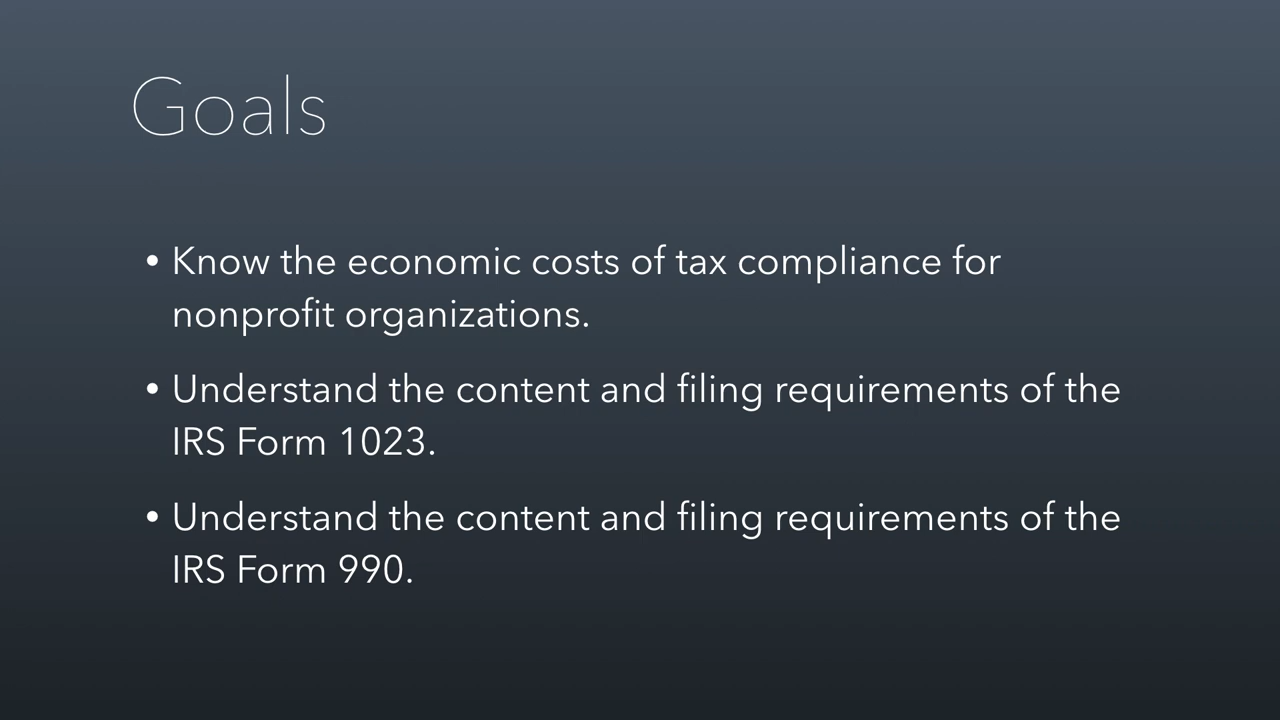 Goals
• Know the economic costs of tax compliance for
nonprofit organizations.
• Understand the content and filing requirements of the
IRS Form 1023.
• Understand the content and filing requirements of the
IRS Form 990.